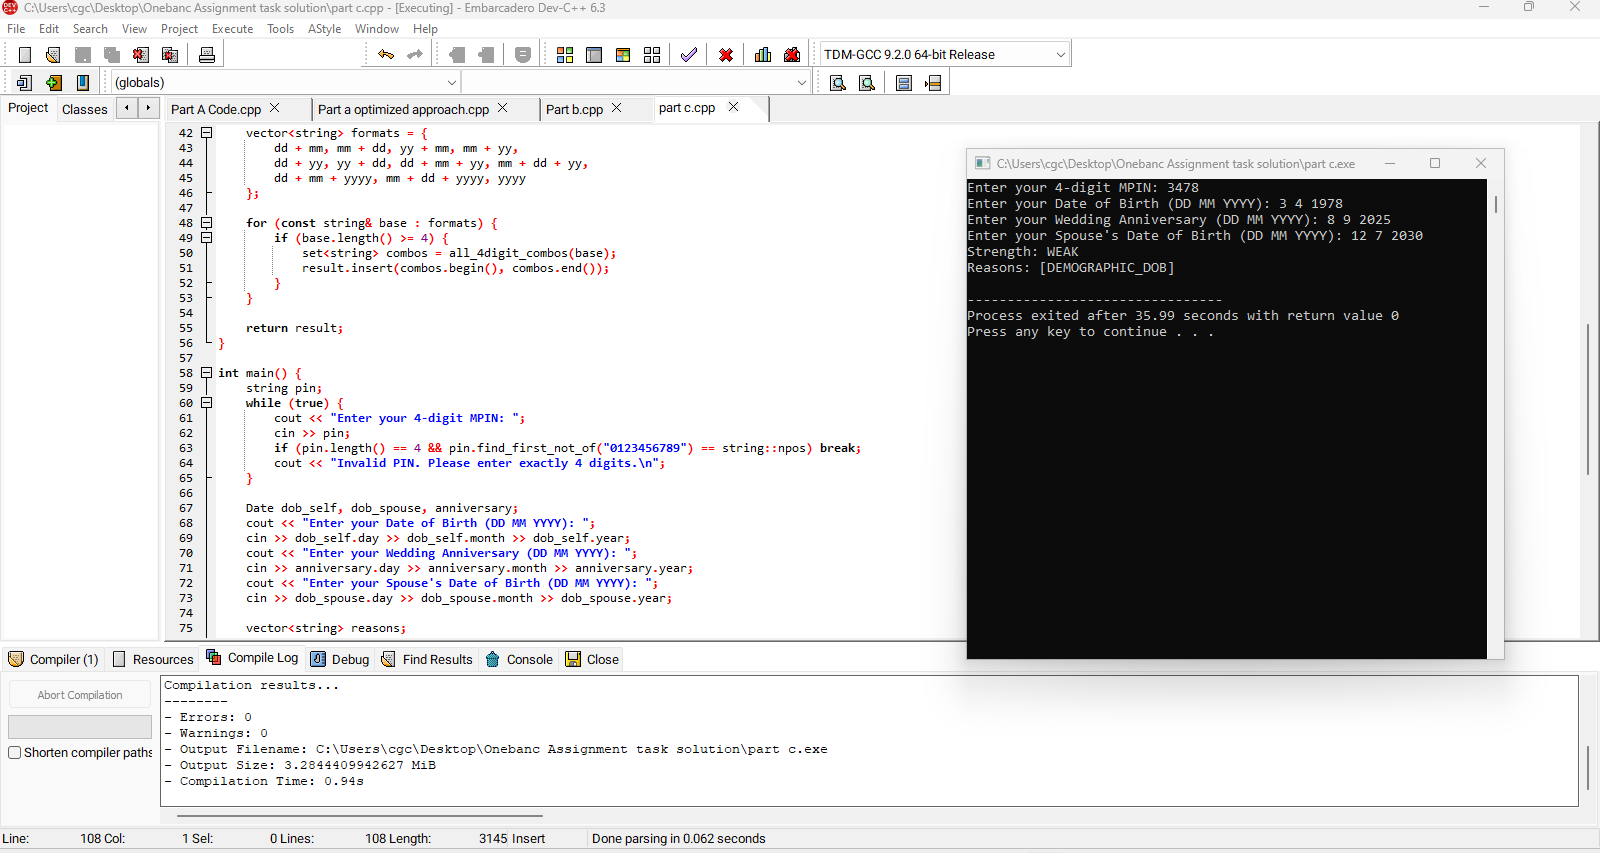 C:\Users\cgc\Desktop\Onebanc Assignment task solution\part c.cpp - [Executing] - Embarcadero Dev-C++ 6.3
File Edit Search View Project Execute Tools AStyle Window Help
TDM-GCC 9.2.0 64-bit Release
(globals)
Project Classes
Part A Code.cpp Part a optimized approach.cpp Part b.cpp part c.cpp
42 vector<string> formats = {
43 dd + mm, mm + dd, yy + mm, mm + yy,
44 dd + yy, yy + dd, dd + mm + yy, mm + dd + yy,
45 dd + mm + yyyy, mm + dd + yyyy, yyyy
46 };
47
48 for (const string& base : formats) {
49 if (base.length() >= 4) {
50 set<string> combos = all_4digit_combos(base);
51 result.insert(combos.begin(), combos.end());
52 }
53 }
54
55 return result;
56 }
57
58 int main() {
59 string pin;
60 while (true) {
61 cout << "Enter your 4-digit MPIN: ";
62 cin >> pin;
63 if (pin.length() == 4 && pin.find_first_not_of("0123456789") == string::npos) break;
64 cout << "Invalid PIN. Please enter exactly 4 digits.\n";
65 }
66
67 Date dob_self, dob_spouse, anniversary;
68 cout << "Enter your Date of Birth (DD MM YYYY): ";
69 cin >> dob_self.day >> dob_self.month >> dob_self.year;
70 cout << "Enter your Wedding Anniversary (DD MM YYYY): ";
71 cin >> anniversary.day >> anniversary.month >> anniversary.year;
72 cout << "Enter your Spouse's Date of Birth (DD MM YYYY): ";
73 cin >> dob_spouse.day >> dob_spouse.month >> dob_spouse.year;
74
75 vector<string> reasons;
C:\Users\cgc\Desktop\Onebanc Assignment task solution\part c.exe
Enter your 4-digit MPIN: 3478
Enter your Date of Birth (DD MM YYYY): 3 4 1978
Enter your Wedding Anniversary (DD MM YYYY): 8 9 2025
Enter your Spouse's Date of Birth (DD MM YYYY): 12 7 2030
Strength: WEAK
Reasons: [DEMOGRAPHIC_DOB]
--------------------------------
Process exited after 35.99 seconds with return value 0
Press any key to continue . . .
Compiler (1) Resources Compile Log Debug Find Results Console Close
Abort Compilation
Shorten compiler paths
Compilation results...
--------
- Errors: 0
- Warnings: 0
- Output Filename: C:\Users\cgc\Desktop\Onebanc Assignment task solution\part c.exe
- Output Size: 3.2844409942627 MiB
- Compilation Time: 0.94s
Line: 108 Col: 1 Sel: 0 Lines: 108 Length: 3145 Insert Done parsing in 0.062 seconds